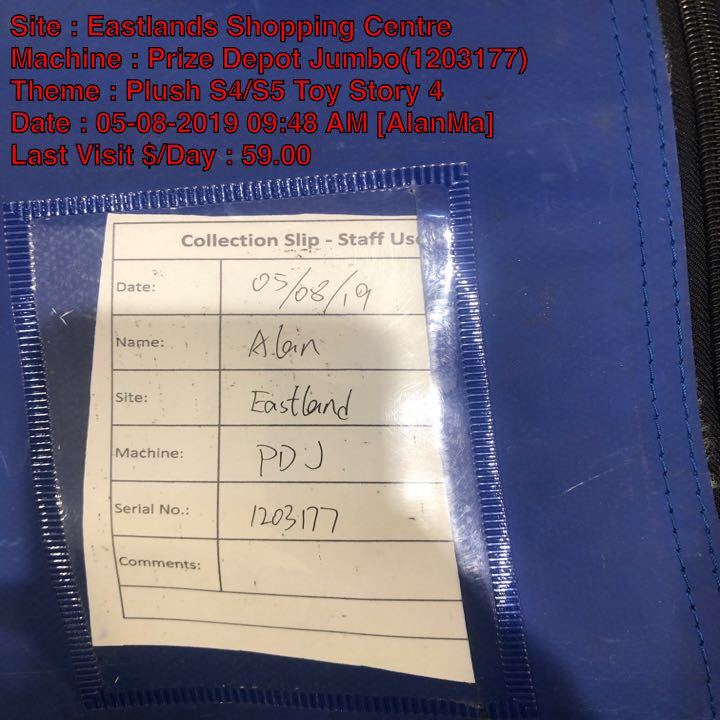 Site : Eastlands Shopping Centre
Machine : Prize Depot Jumbo(1203177)
Theme : Plush S4/S5 Toy Story 4
Date : 05-08-2019 09:48 AM [AlanMa]
Last Visit $/Day : 59.00
Collection Slip - Staff Use
Date: 05/08/19
Name: Alan
Site: Eastland
Machine: PDJ
Serial No.: 1203177
Comments: